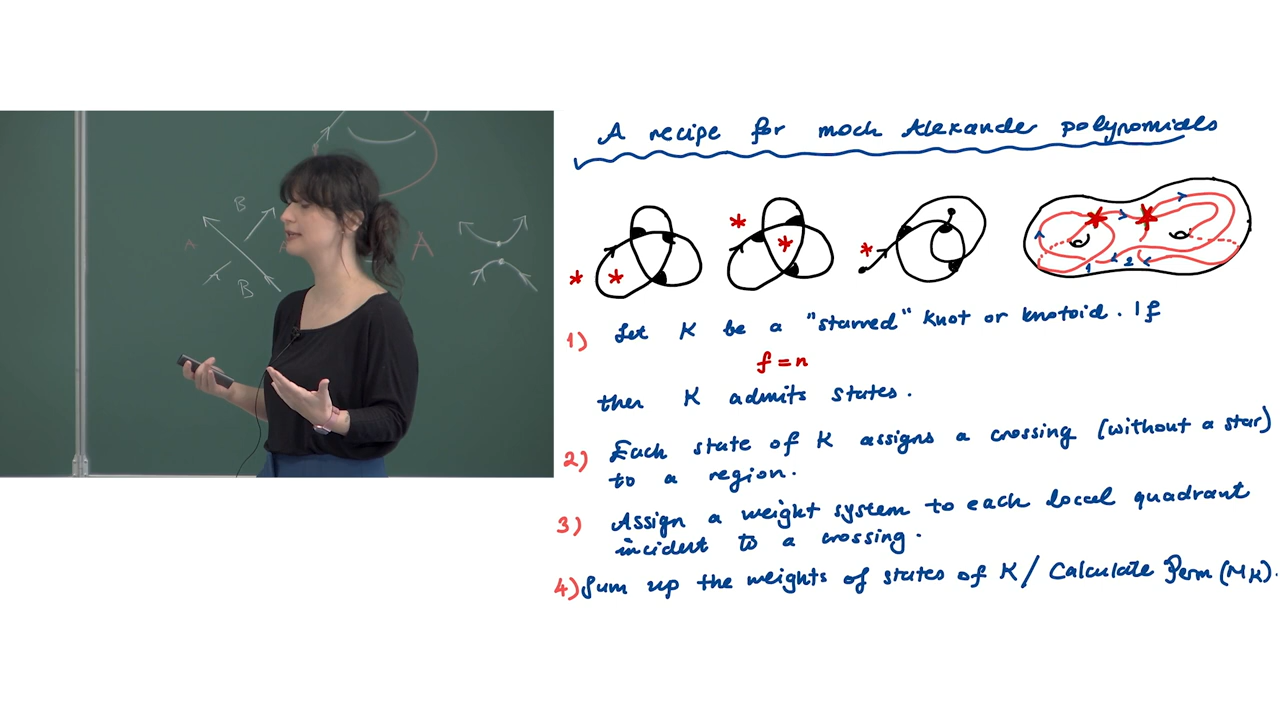 B
A
A
B
A
A recipe for mock Alexander polynomials
* * * * * *
1 2
1) Let K be a "starred" knot or knotoid. If
f = n
then K admits states.
2) Each state of K assigns a crossing (without a star)
to a region.
3) Assign a weight system to each local quadrant
incident to a crossing.
4) Sum up the weights of states of K / Calculate Perm (MK).